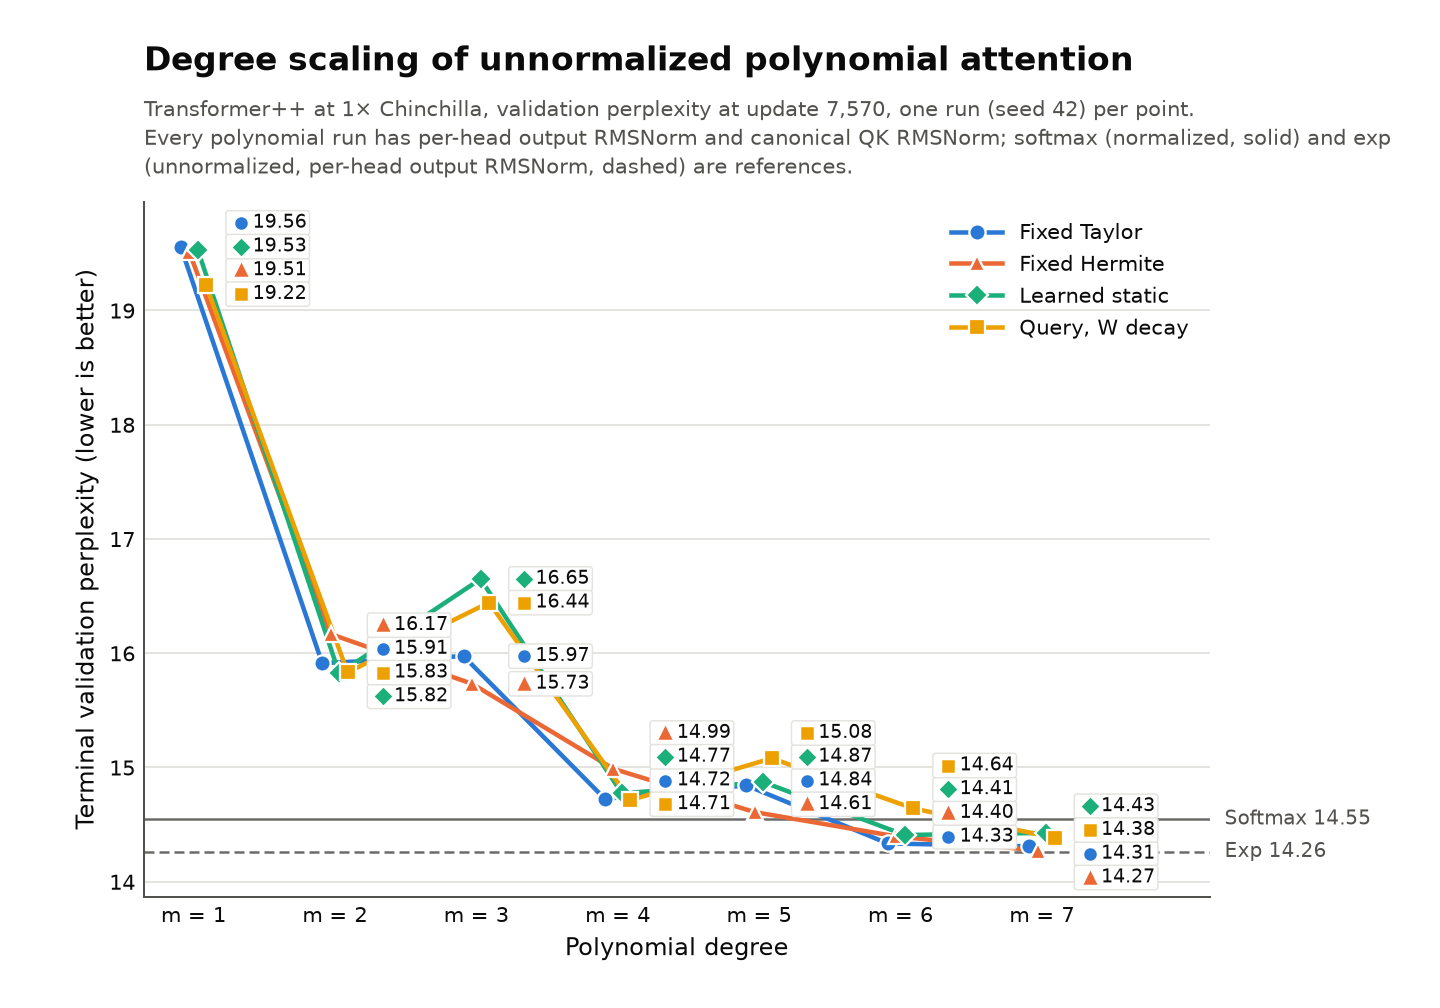 Degree scaling of unnormalized polynomial attention
Transformer++ at 1× Chinchilla, validation perplexity at update 7,570, one run (seed 42) per point.
Every polynomial run has per-head output RMSNorm and canonical QK RMSNorm; softmax (normalized, solid) and exp
(unnormalized, per-head output RMSNorm, dashed) are references.
Terminal validation perplexity (lower is better)
19
18
17
16
15
14
19.56
19.53
19.51
19.22
16.17
15.91
15.83
15.82
16.65
16.44
15.97
15.73
14.99
14.77
14.72
14.71
15.08
14.87
14.84
14.61
14.64
14.41
14.40
14.33
14.43
14.38
14.31
14.27
Fixed Taylor
Fixed Hermite
Learned static
Query, W decay
Softmax 14.55
Exp 14.26
m = 1
m = 2
m = 3
m = 4
m = 5
m = 6
m = 7
Polynomial degree